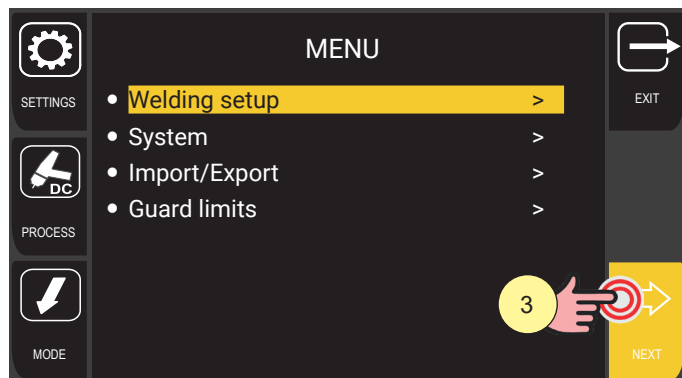 MENU
SETTINGS
EXIT
• Welding setup >
• System >
• Import/Export >
• Guard limits >
DC
PROCESS
3
MODE
NEXT